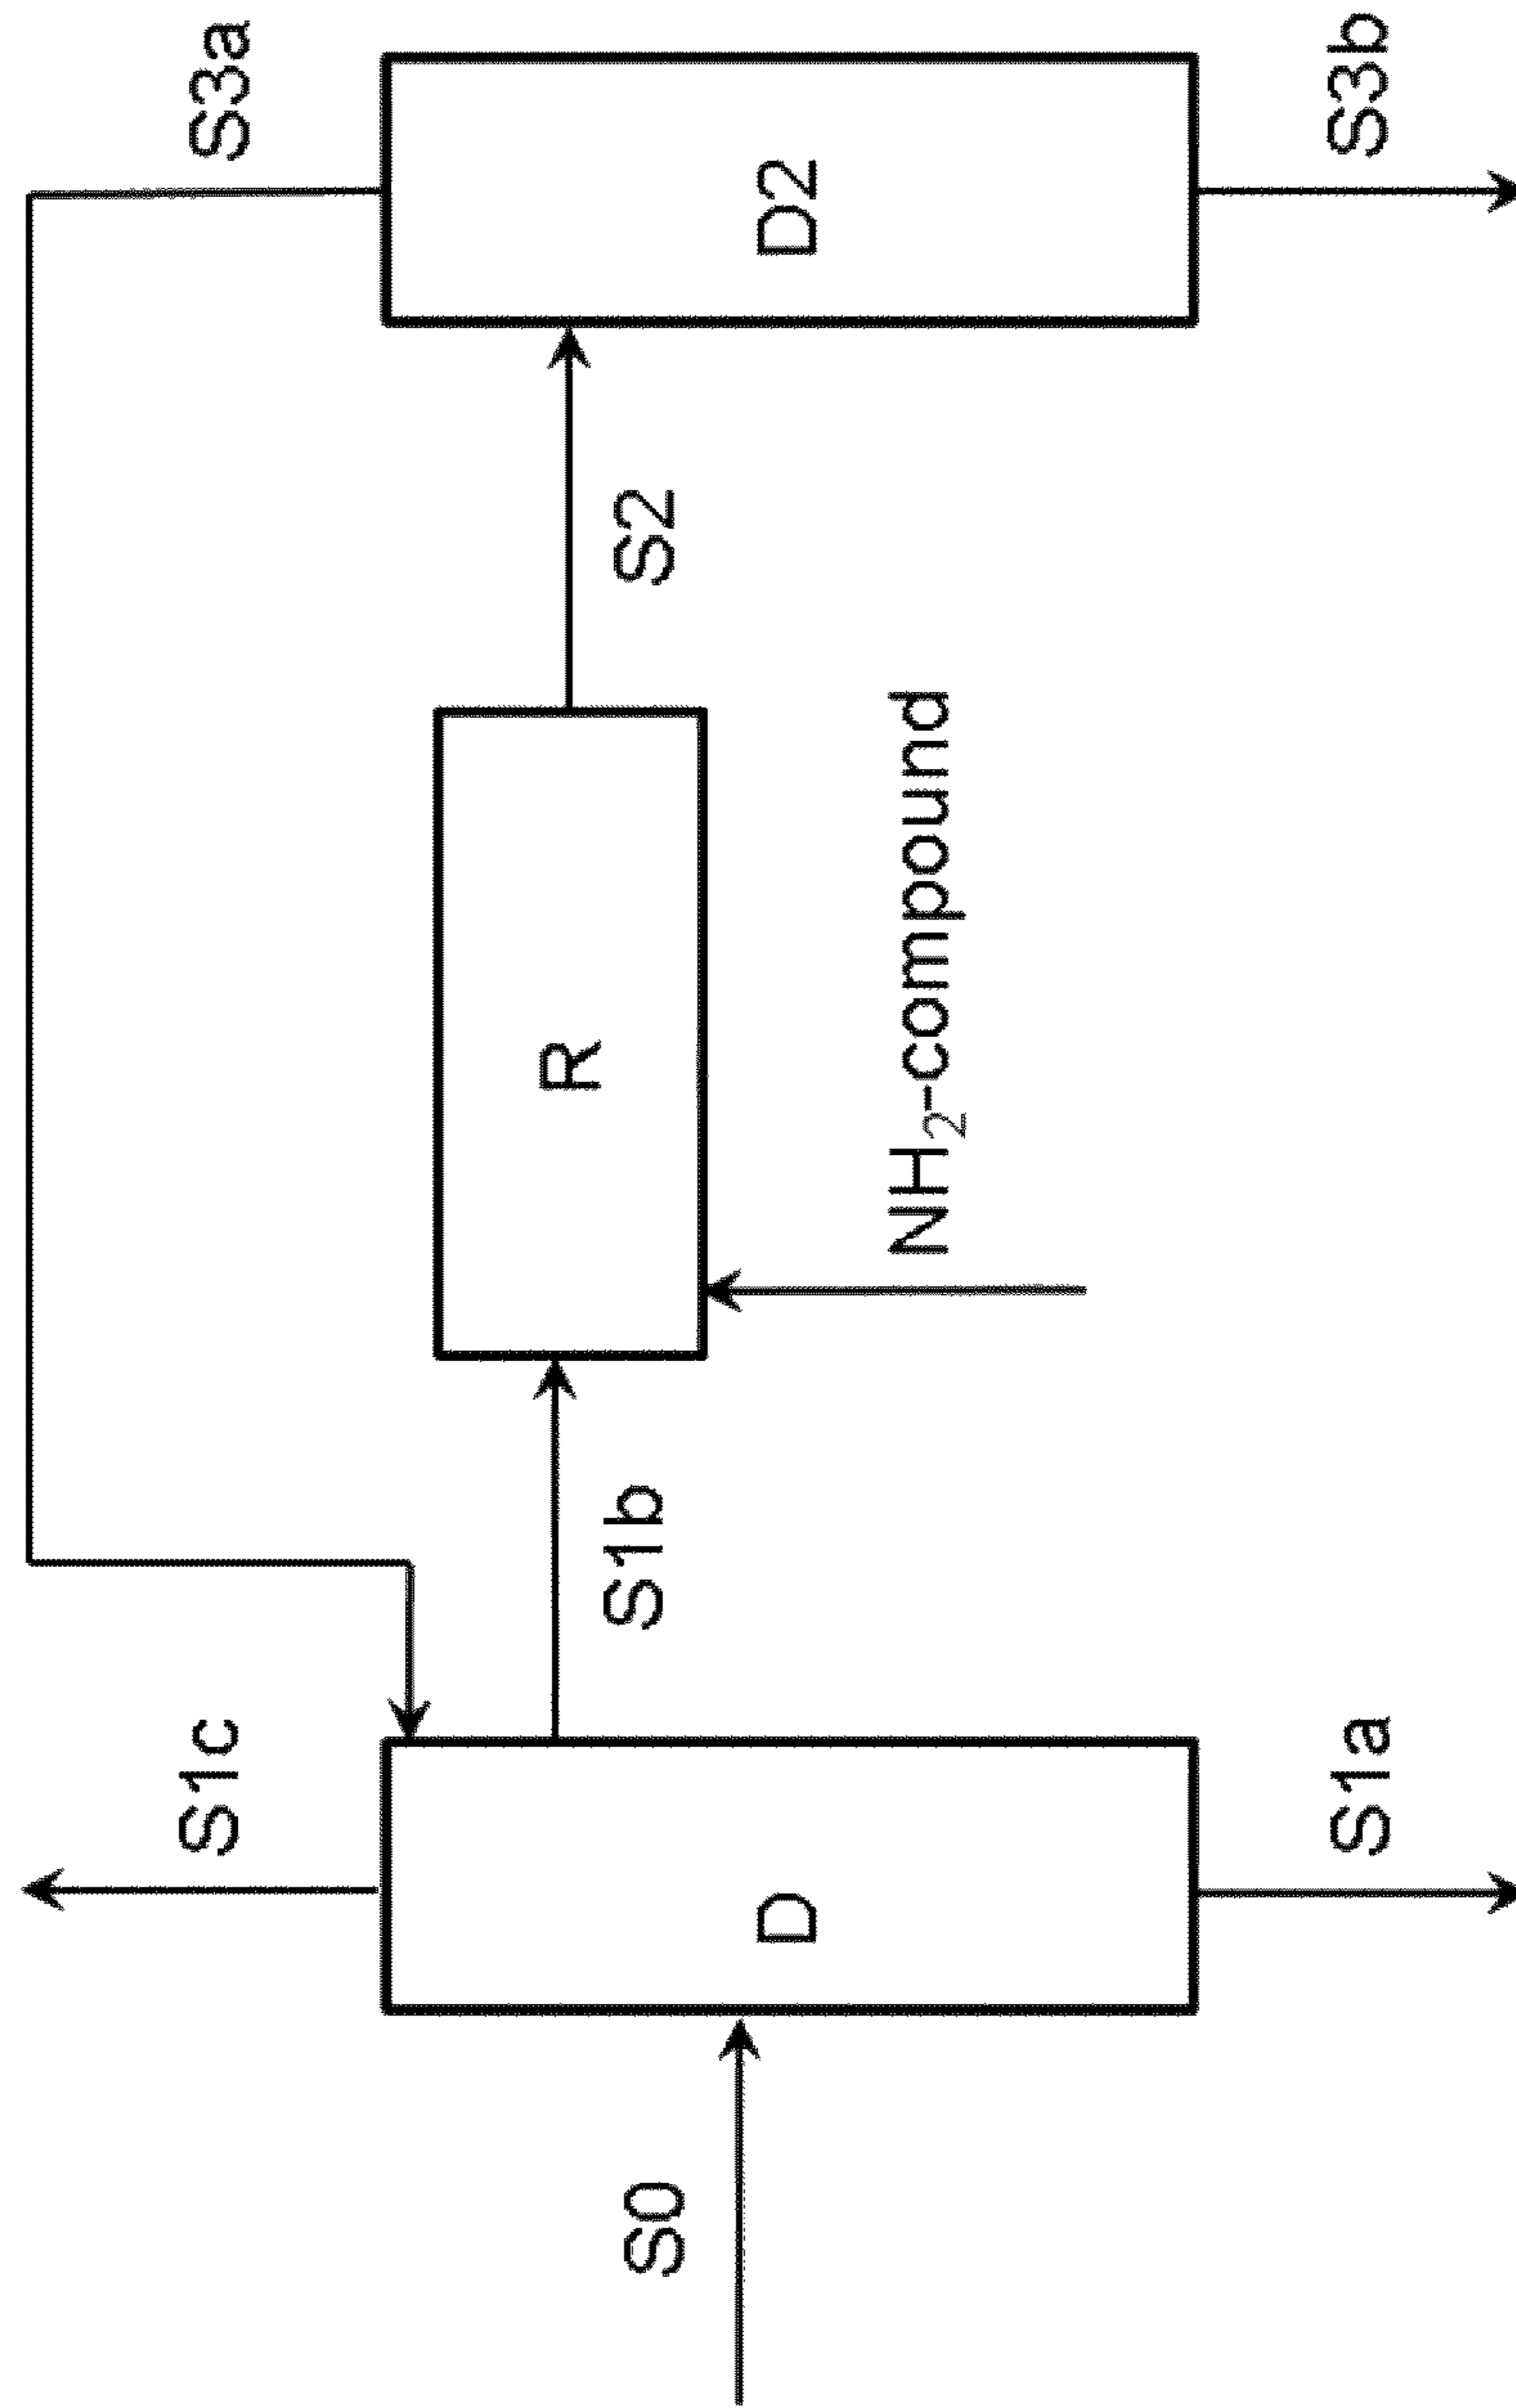 S1c
S3a
S0
S1b
S2
R
D
D2
NH₂-compound
S1a
S3b